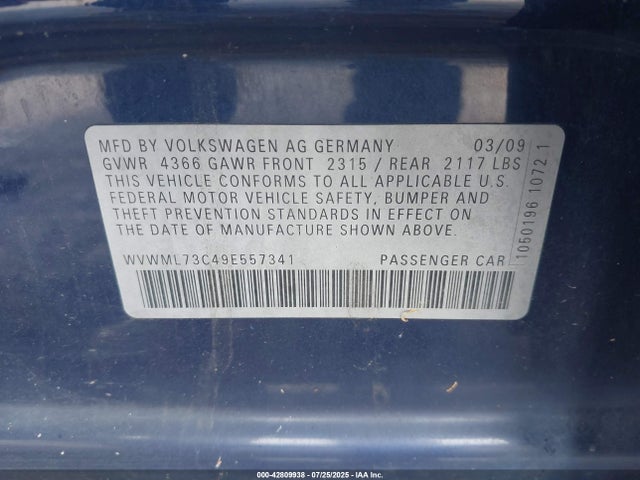 MFD BY VOLKSWAGEN AG GERMANY 03/09
GVWR 4366 GAWR FRONT 2315 / REAR 2117 LBS
THIS VEHICLE CONFORMS TO ALL APPLICABLE U.S.
FEDERAL MOTOR VEHICLE SAFETY, BUMPER AND
THEFT PREVENTION STANDARDS IN EFFECT ON
THE DATE OF MANUFACTURE SHOWN ABOVE.
WVWML73C49E557341 PASSENGER CAR
1050196 1072 1
000-42809938 - 07/25/2025 - IAA Inc.